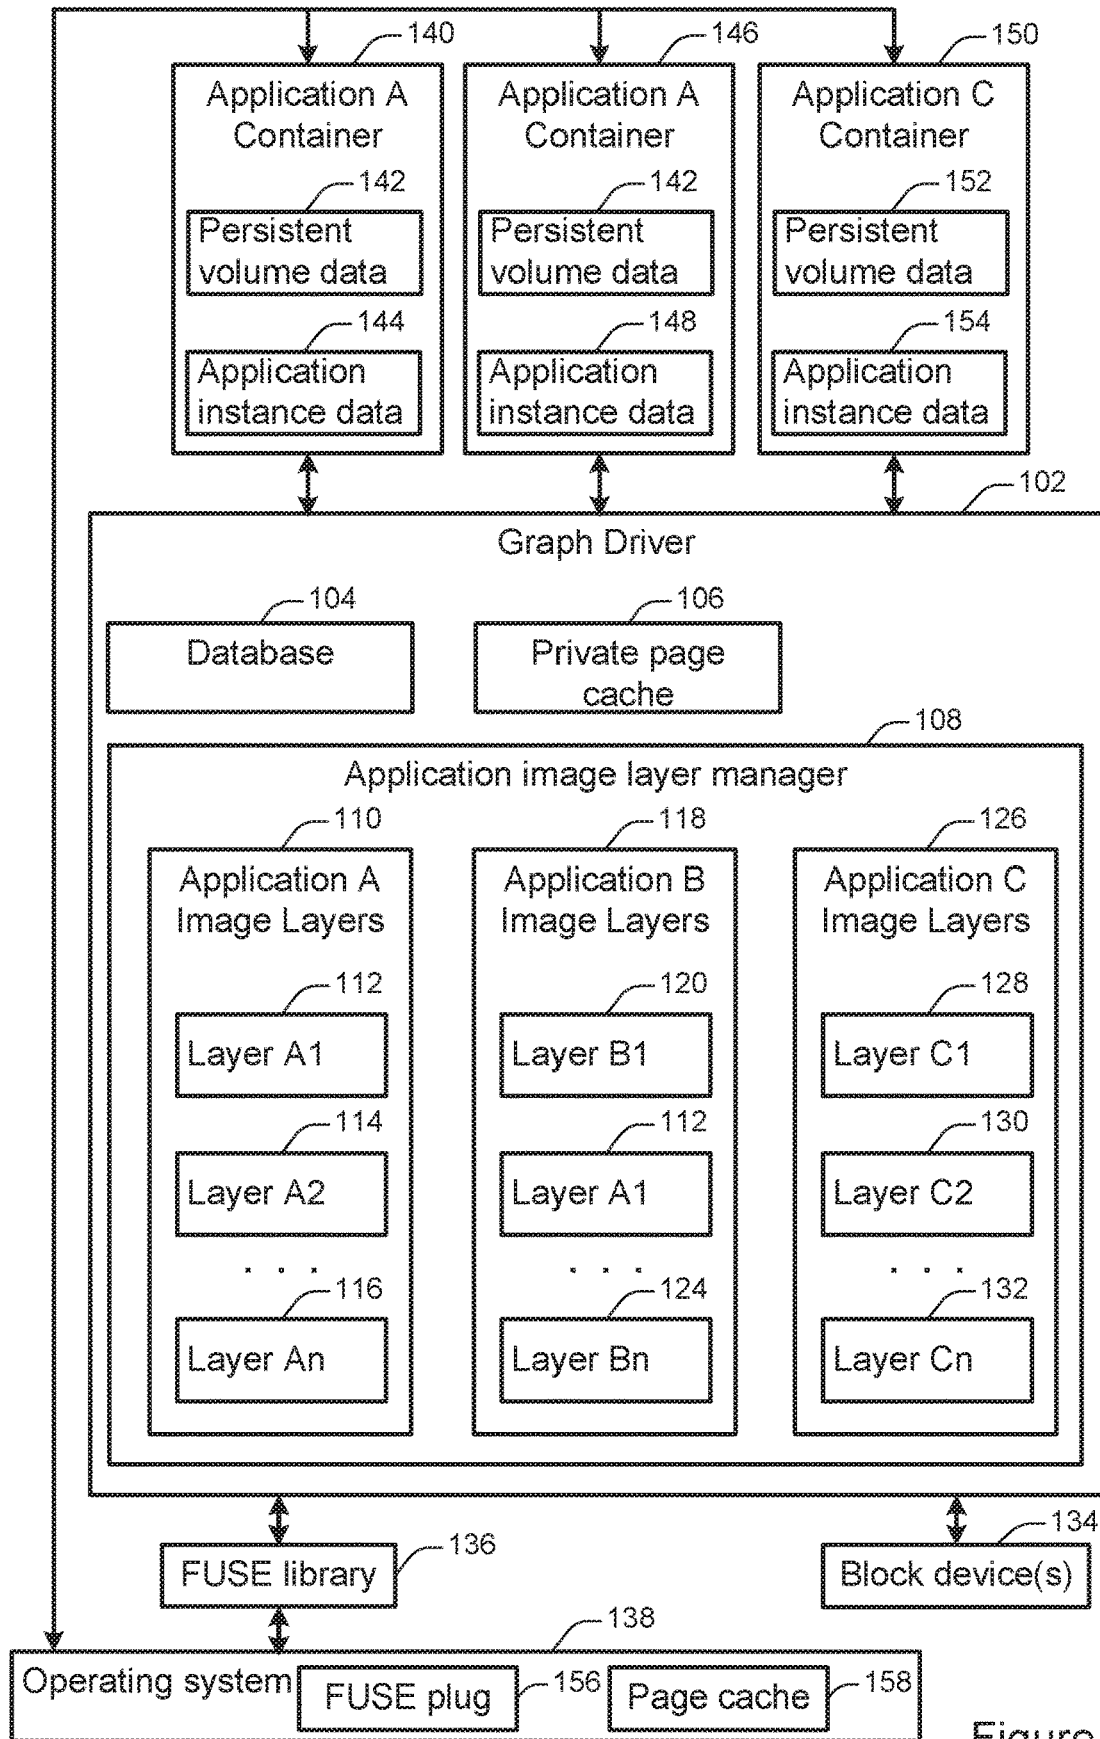 140
146
150
Application A
Container
Application A
Container
Application C
Container
142
142
152
Persistent
volume data
Persistent
volume data
Persistent
volume data
144
148
154
Application
instance data
Application
instance data
Application
instance data
102
Graph Driver
104
106
Database
Private page
cache
108
Application image layer manager
110
118
126
Application A
Image Layers
Application B
Image Layers
Application C
Image Layers
112
120
128
Layer A1
Layer B1
Layer C1
114
112
130
Layer A2
Layer A1
Layer C2
. . .
. . .
. . .
116
124
132
Layer An
Layer Bn
Layer Cn
136
134
FUSE library
Block device(s)
138
Operating system
FUSE plug
156
Page cache
158
Figure